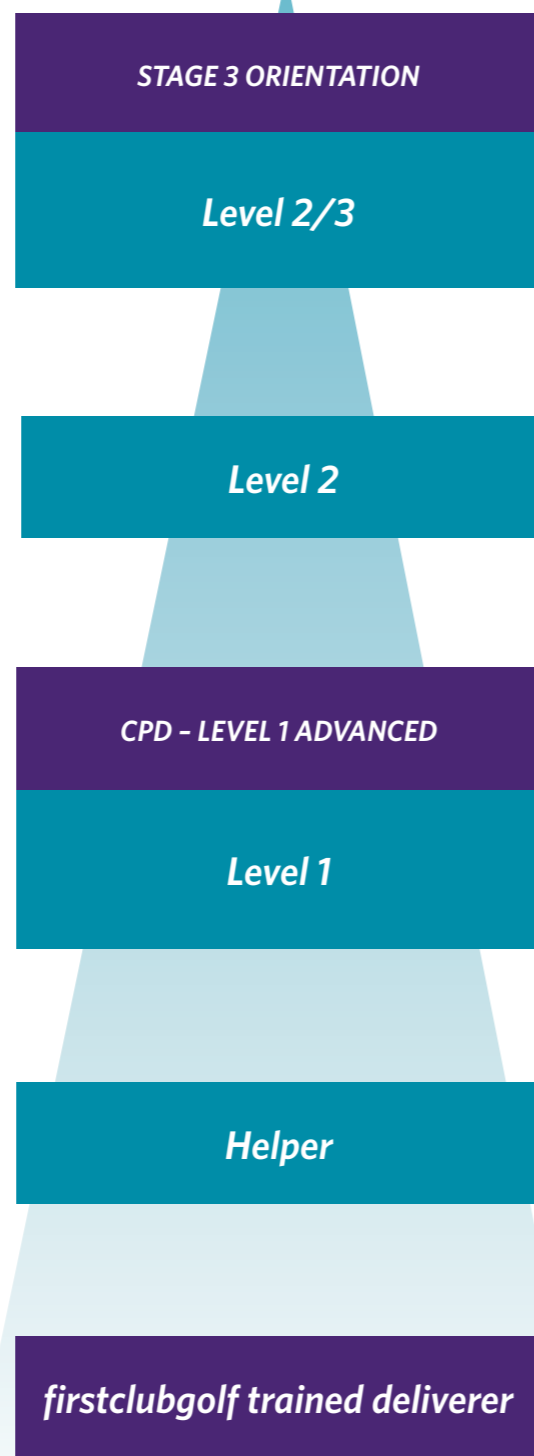 STAGE 3 ORIENTATION
Level 2/3
Level 2
CPD – LEVEL 1 ADVANCED
Level 1
Helper
firstclubgolf trained deliverer